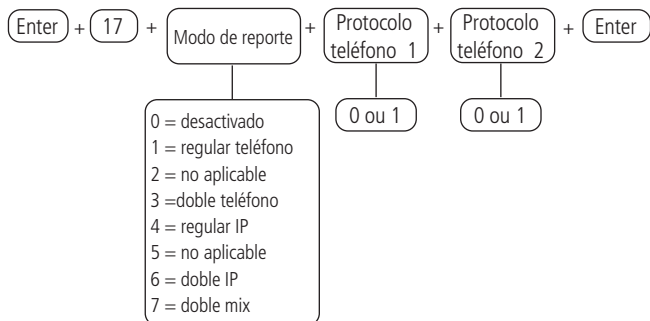 Enter + 17 + Modo de reporte + Protocolo teléfono 1 + Protocolo teléfono 2 + Enter
0 = desactivado
1 = regular teléfono
2 = no aplicable
3 =doble teléfono
4 = regular IP
5 = no aplicable
6 = doble IP
7 = doble mix
0 ou 1
0 ou 1